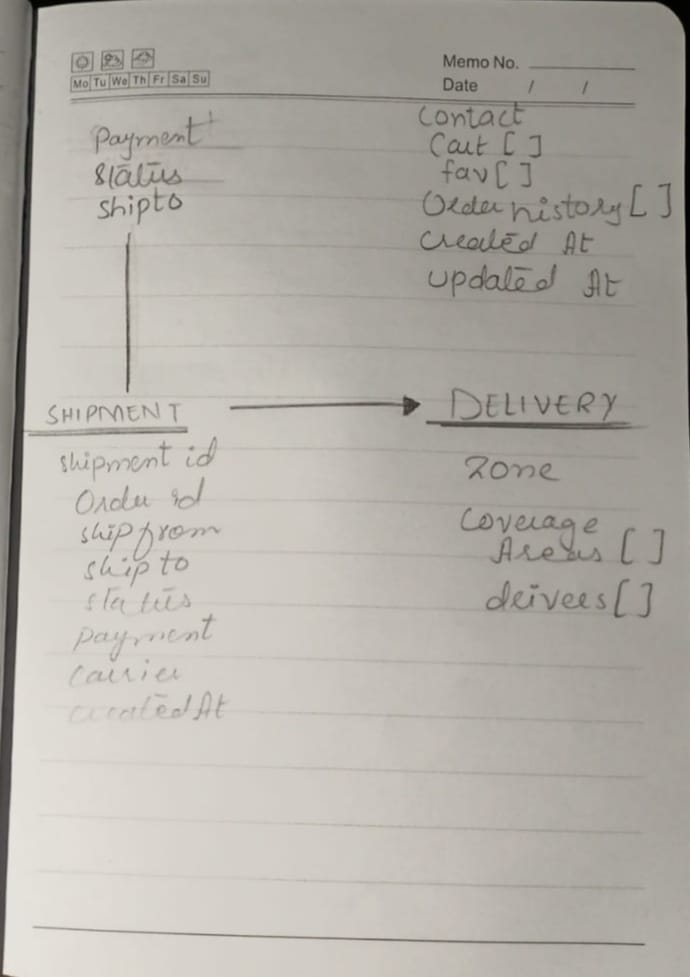 Memo No.
Mo Tu We Th Fr Sa Su
Date / /
Payment
status
shipto
Contact
Cart [ ]
fav [ ]
Order history [ ]
Created At
updated At
SHIPMENT
DELIVERY
shipment id
Order id
ship from
ship to
status
payment
carrier
createdAt
zone
Coverage
Areas [ ]
drivers [ ]